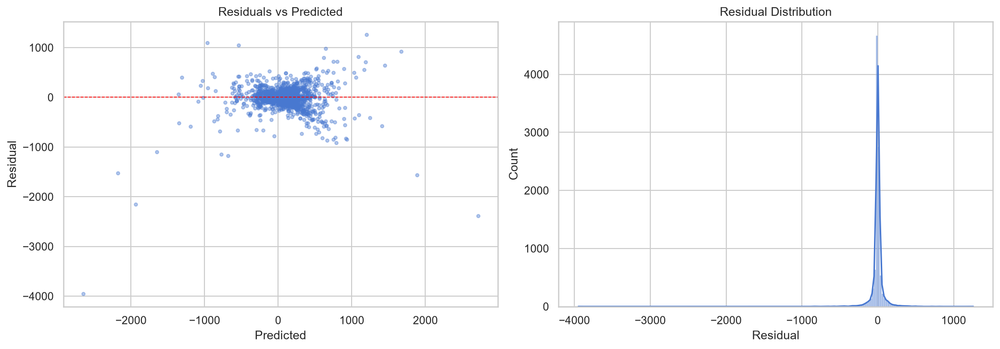 Residuals vs Predicted
Residual
1000
0
−1000
−2000
−3000
−4000
−2000 −1000 0 1000 2000
Predicted
Residual Distribution
Count
4000
3000
2000
1000
0
−4000 −3000 −2000 −1000 0 1000
Residual